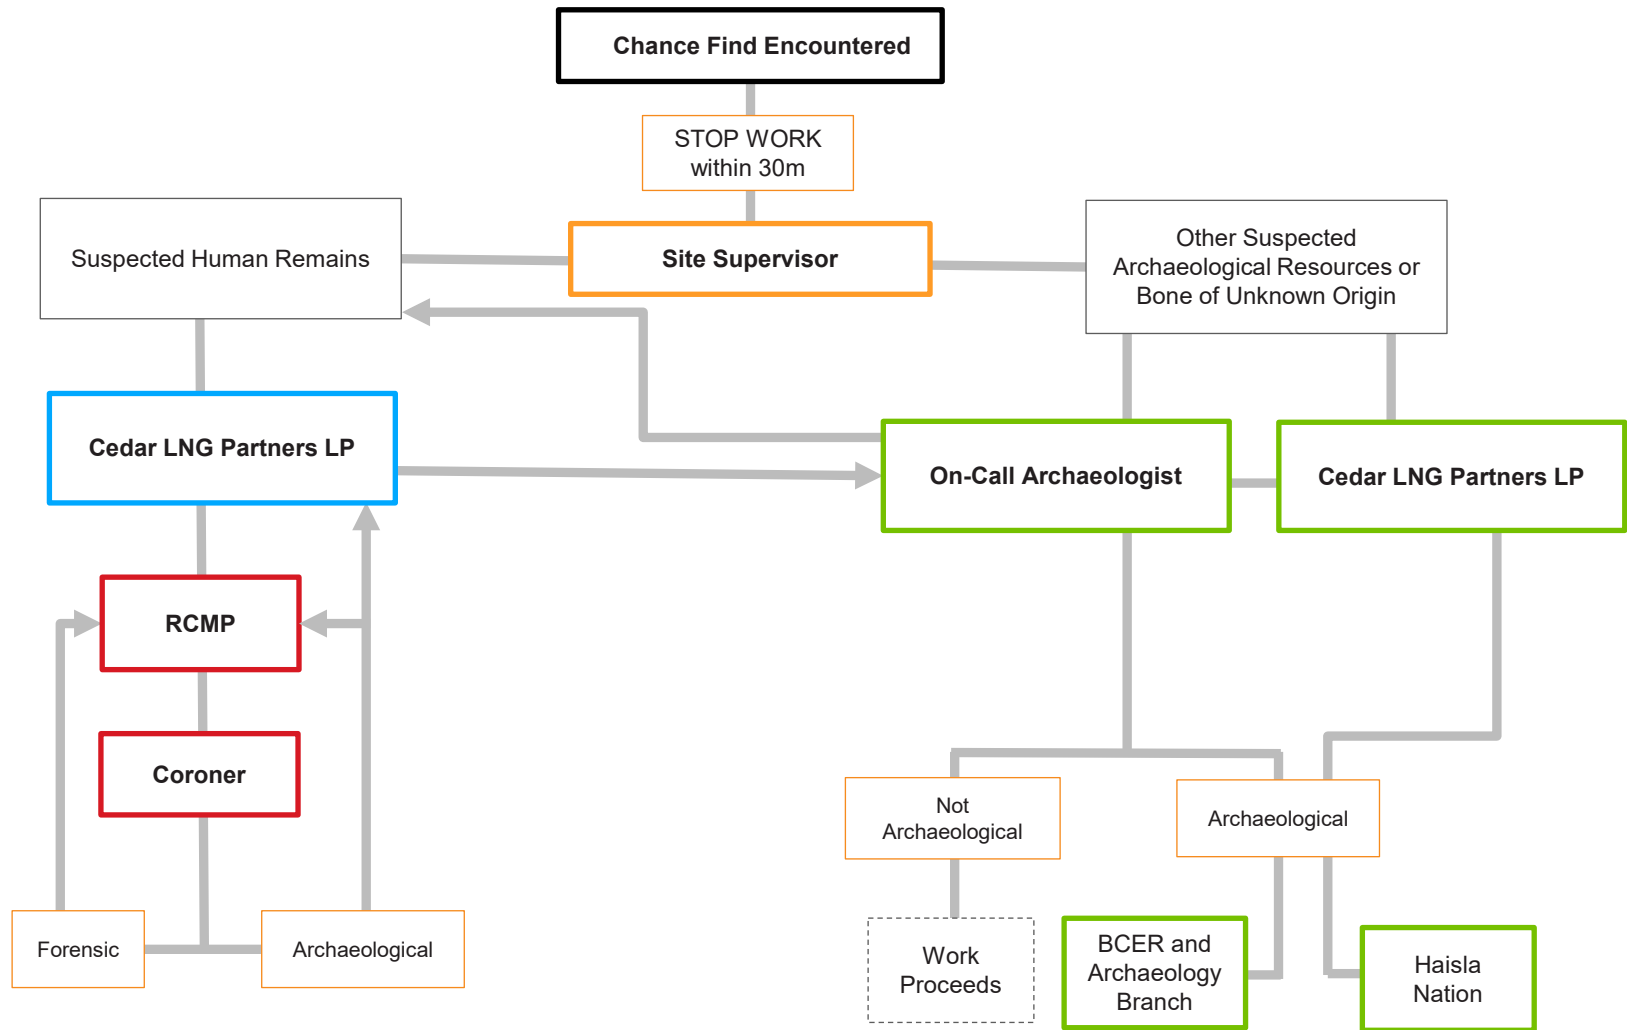 Chance Find Encountered
STOP WORK
within 30m
Suspected Human Remains
Site Supervisor
Other Suspected
Archaeological Resources or
Bone of Unknown Origin
Cedar LNG Partners LP
On-Call Archaeologist
Cedar LNG Partners LP
RCMP
Coroner
Not
Archaeological
Archaeological
Forensic
Archaeological
Work
Proceeds
BCER and
Archaeology
Branch
Haisla
Nation